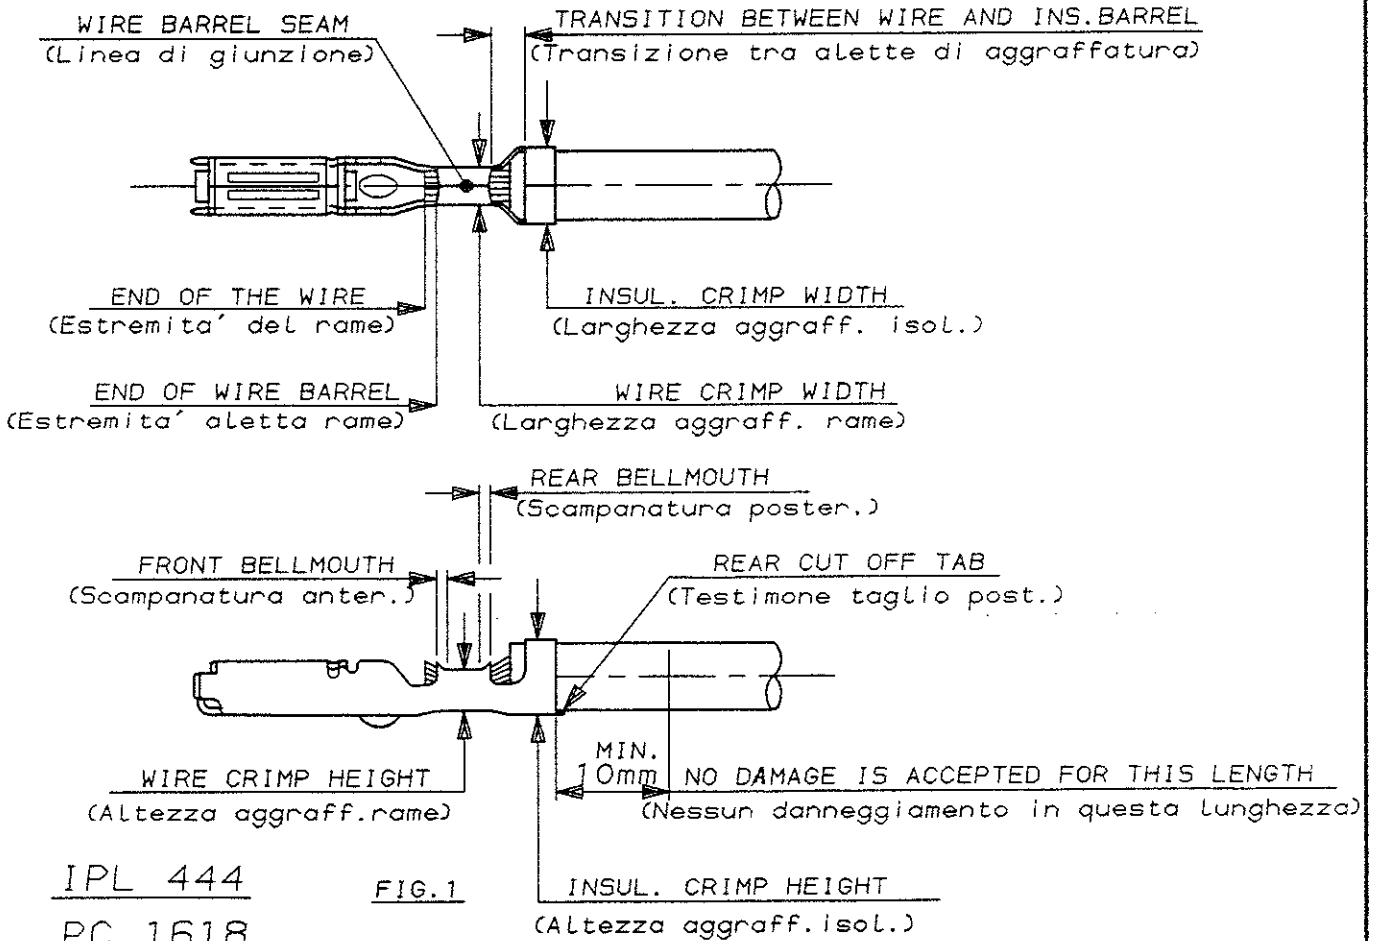 WIRE BARREL SEAM
(Linea di giunzione)
TRANSITION BETWEEN WIRE AND INS.BARREL
(Transizione tra alette di aggraffatura)
END OF THE WIRE
(Estremita' del rame)
INSUL. CRIMP WIDTH
(Larghezza aggraff. isol.)
END OF WIRE BARREL
(Estremita' aletta rame)
WIRE CRIMP WIDTH
(Larghezza aggraff. rame)
REAR BELLMOUTH
(Scampanatura poster.)
FRONT BELLMOUTH
(Scampanatura anter.)
REAR CUT OFF TAB
(Testimone taglio post.)
MIN.
10mm
NO DAMAGE IS ACCEPTED FOR THIS LENGTH
(Nessun danneggiamento in questa lunghezza)
WIRE CRIMP HEIGHT
(Altezza aggraff.rame)
INSUL. CRIMP HEIGHT
(Altezza aggraff.isol.)
IPL 444
FIG.1
PC 1618